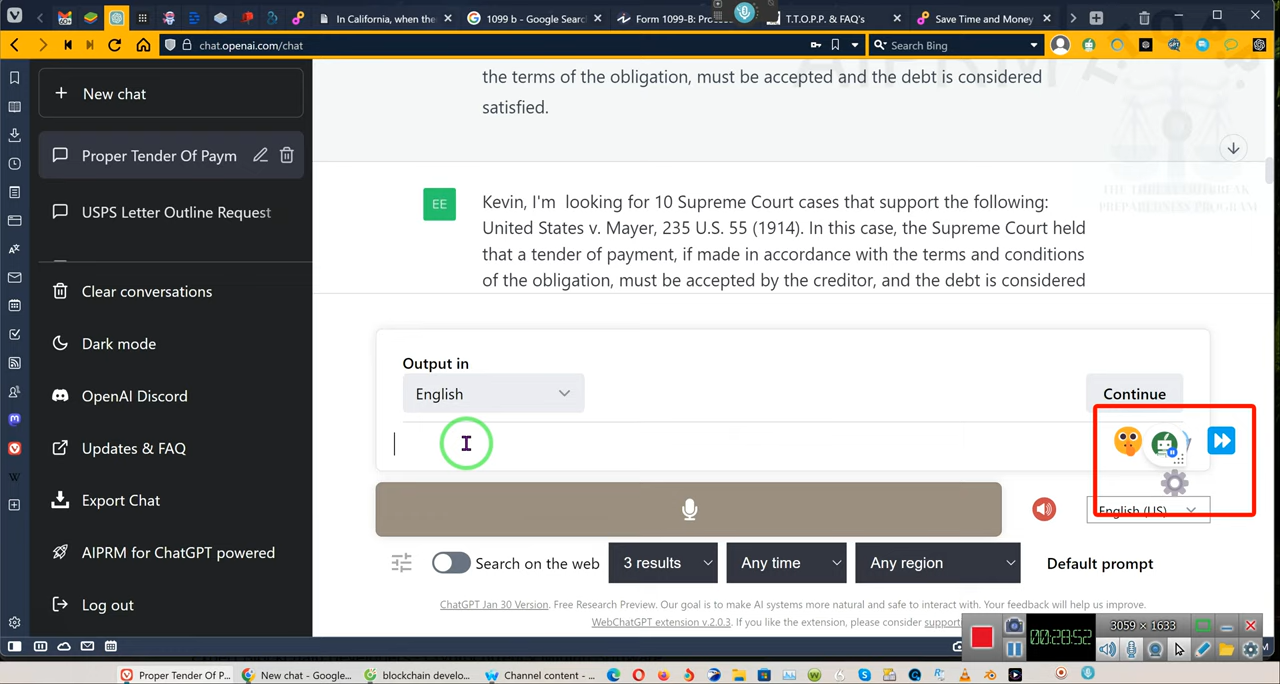 In California, when the
1099 b - Google Searc
Form 1099-B: Pro
T.T.O.P.P. & FAQ's
Save Time and Money
chat.openai.com/chat
Search Bing
New chat
Proper Tender Of Paym
USPS Letter Outline Request
Clear conversations
Dark mode
OpenAI Discord
Updates & FAQ
Export Chat
AIPRM for ChatGPT powered
Log out
the terms of the obligation, must be accepted and the debt is considered
satisfied.
AIPRM
EE
Kevin, I'm looking for 10 Supreme Court cases that support the following:
United States v. Mayer, 235 U.S. 55 (1914). In this case, the Supreme Court held
that a tender of payment, if made in accordance with the terms and conditions
of the obligation, must be accepted by the creditor, and the debt is considered
Output in
English
Continue
English (US)
Search on the web
3 results
Any time
Any region
Default prompt
ChatGPT Jan 30 Version. Free Research Preview. Our goal is to make AI systems more natural and safe to interact with. Your feedback will help us improve.
WebChatGPT extension v.2.0.3. If you like the extension, please consider support
00:28:52
3059 × 1633
Proper Tender Of P...
New chat - Google...
blockchain develo...
Channel content - ...